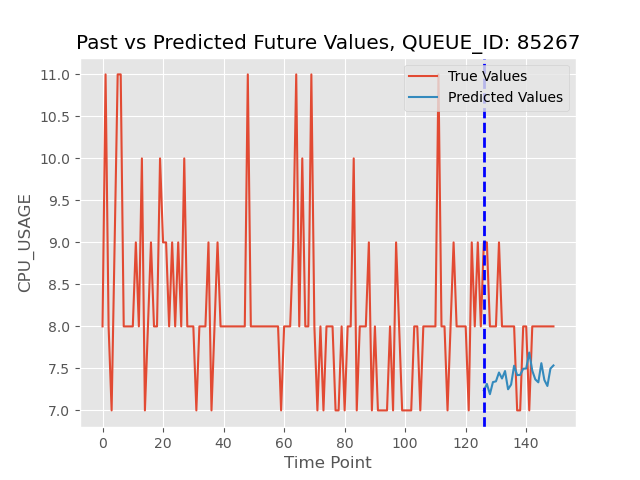 Past vs Predicted Future Values, QUEUE_ID: 85267
True Values
Predicted Values
CPU_USAGE
11.0
10.5
10.0
9.5
9.0
8.5
8.0
7.5
7.0
0 20 40 60 80 100 120 140
Time Point